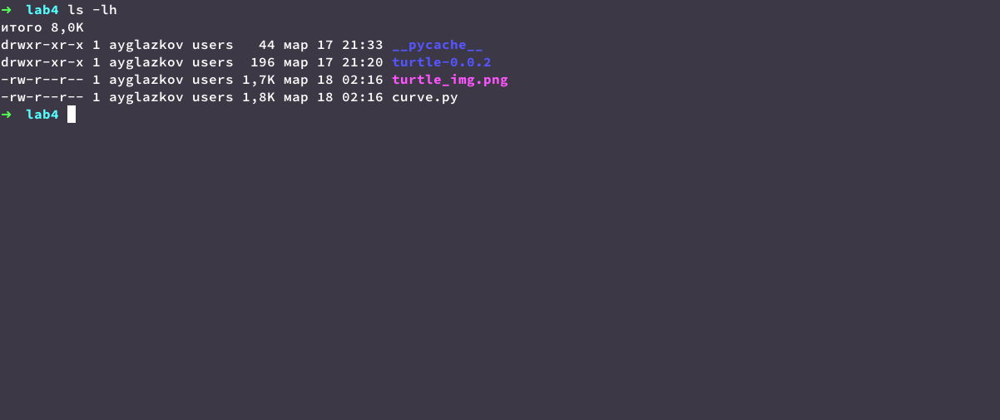 → lab4 ls -lh
итого 8,0K
drwxr-xr-x 1 ayglazkov users   44 мар 17 21:33 __pycache__
drwxr-xr-x 1 ayglazkov users  196 мар 17 21:20 turtle-0.0.2
-rw-r--r-- 1 ayglazkov users 1,7K мар 18 02:16 turtle_img.png
-rw-r--r-- 1 ayglazkov users 1,8K мар 18 02:16 curve.py
→ lab4